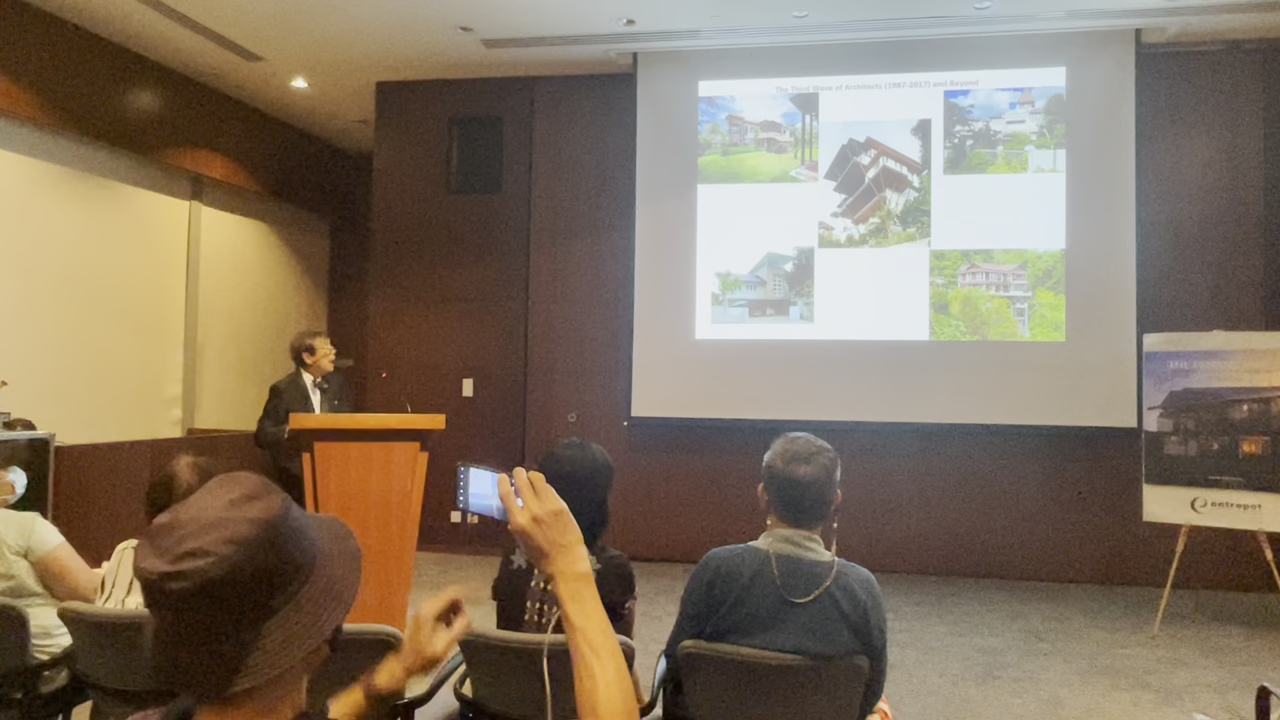 The Third Wave of Architects (1987-2017) and Beyond
entrepot